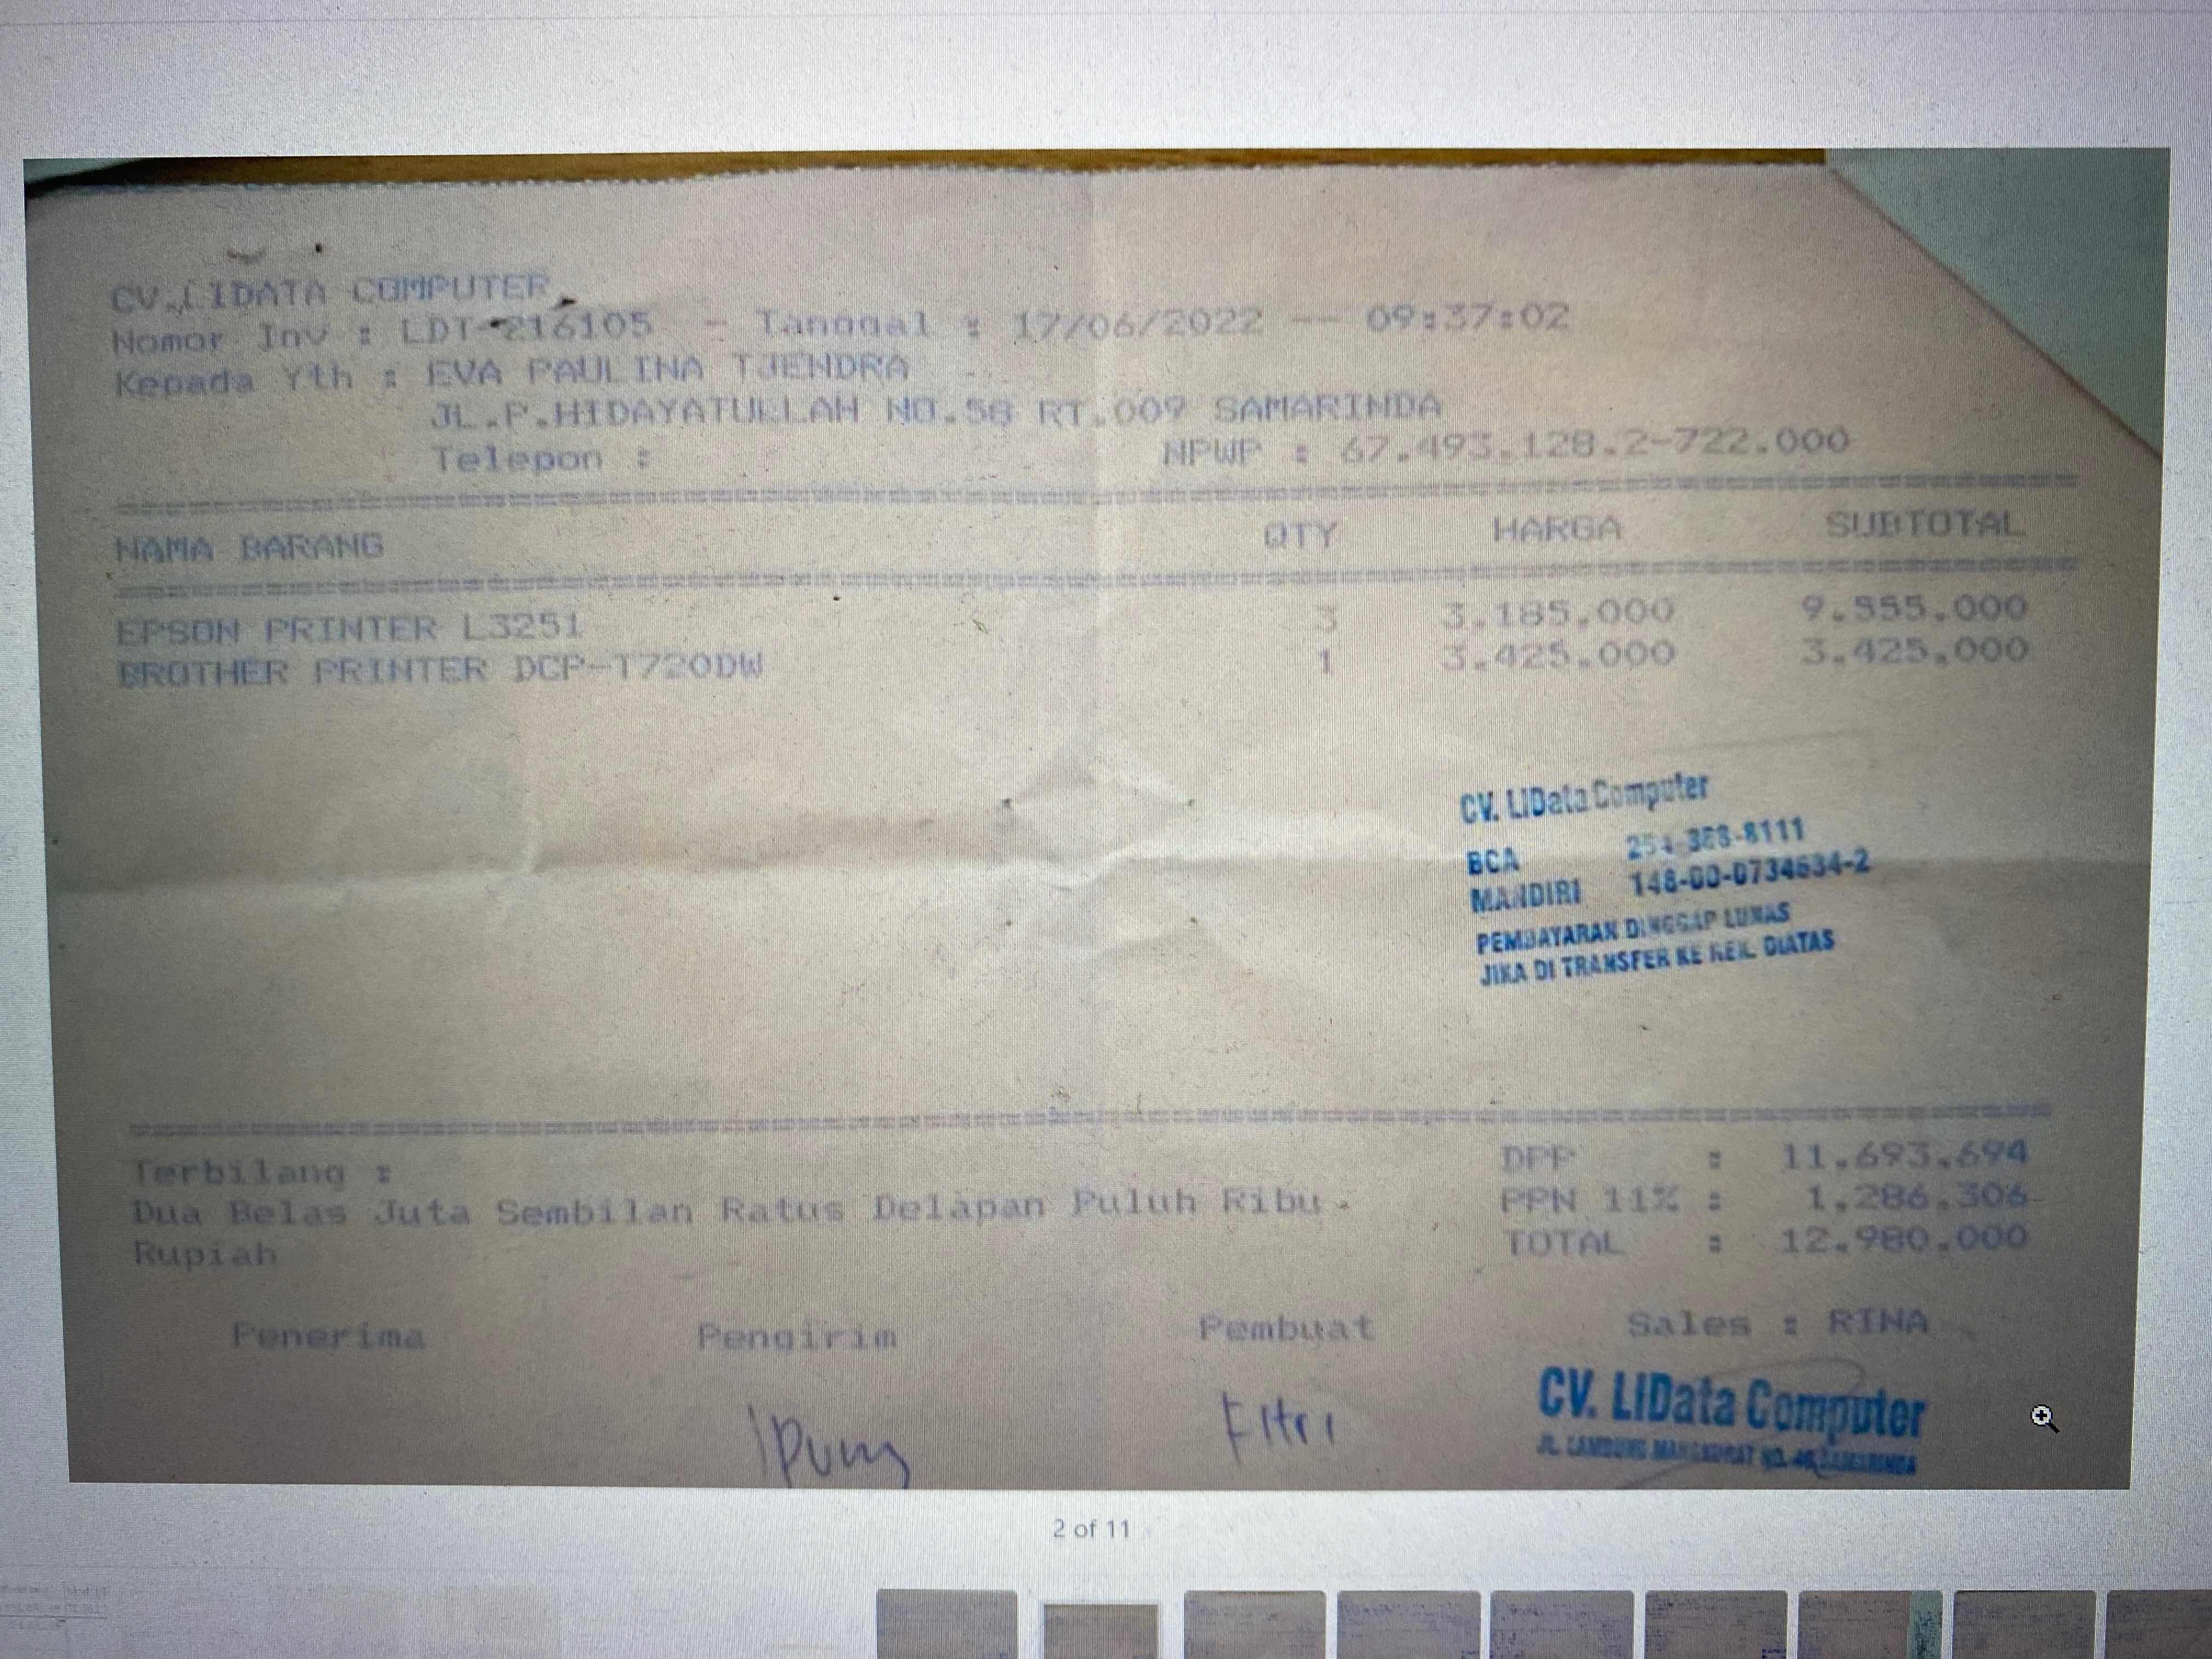 CV.LIDATA COMPUTER
Nomor Inv : LDT-216105 - Tanggal : 17/06/2022 -- 09:37:02
Kepada Yth : EVA PAULINA TJENDRA
JL.P.HIDAYATULLAH NO.58 RT.009 SAMARINDA
Telepon : NPWP : 67.493.128.2-722.000
NAMA BARANG QTY HARGA SUBTOTAL
EPSON PRINTER L3251 3 3.185.000 9.555.000
BROTHER PRINTER DCP-T720DW 1 3.425.000 3.425.000
CV. LIData Computer
BCA
MANDIRI 148-00-0734634-2
PEMBAYARAN DINGGAP LUNAS
JIKA DI TRANSFER KE REK. DIATAS
Terbilang :
Dua Belas Juta Sembilan Ratus Delapan Puluh Ribu
Rupiah
DPP : 11.693.694
PPN 11% : 1.286.306
TOTAL : 12.980.000
Penerima Pengirim Pembuat Sales : RINA
Fitri
CV. LIData Computer
JL. LAMBUNG MANGKURAT NO. SAMARINDA
2 of 11